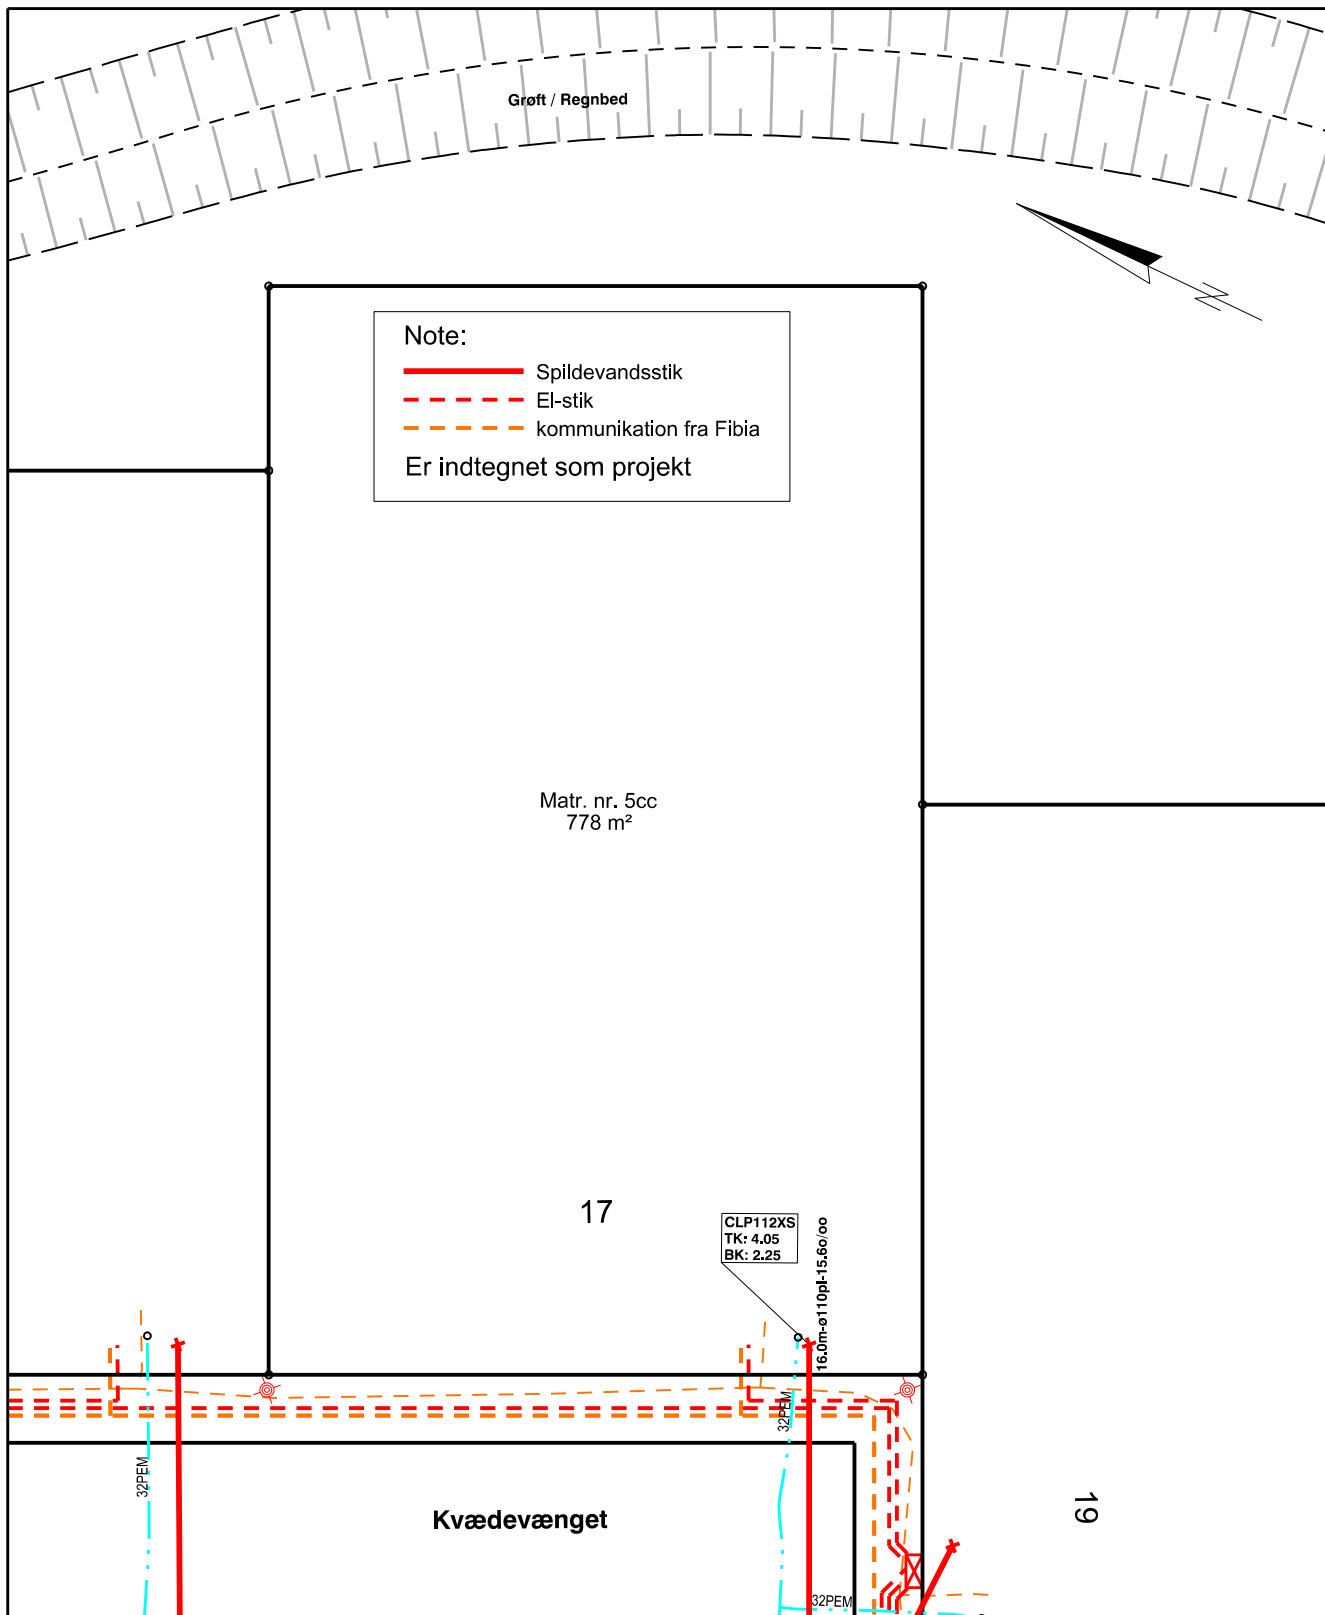 Grøft / Regnbed
N
Note:
Spildevandsstik
El-stik
kommunikation fra Fibia
Er indtegnet som projekt
Matr. nr. 5cc
778 m²
17
CLP112XS
TK: 4.05
BK: 2.25
16.0m-ø110pl-15.6o/oo
32PEM
32PEM
Kvædevænget
19
32PEM